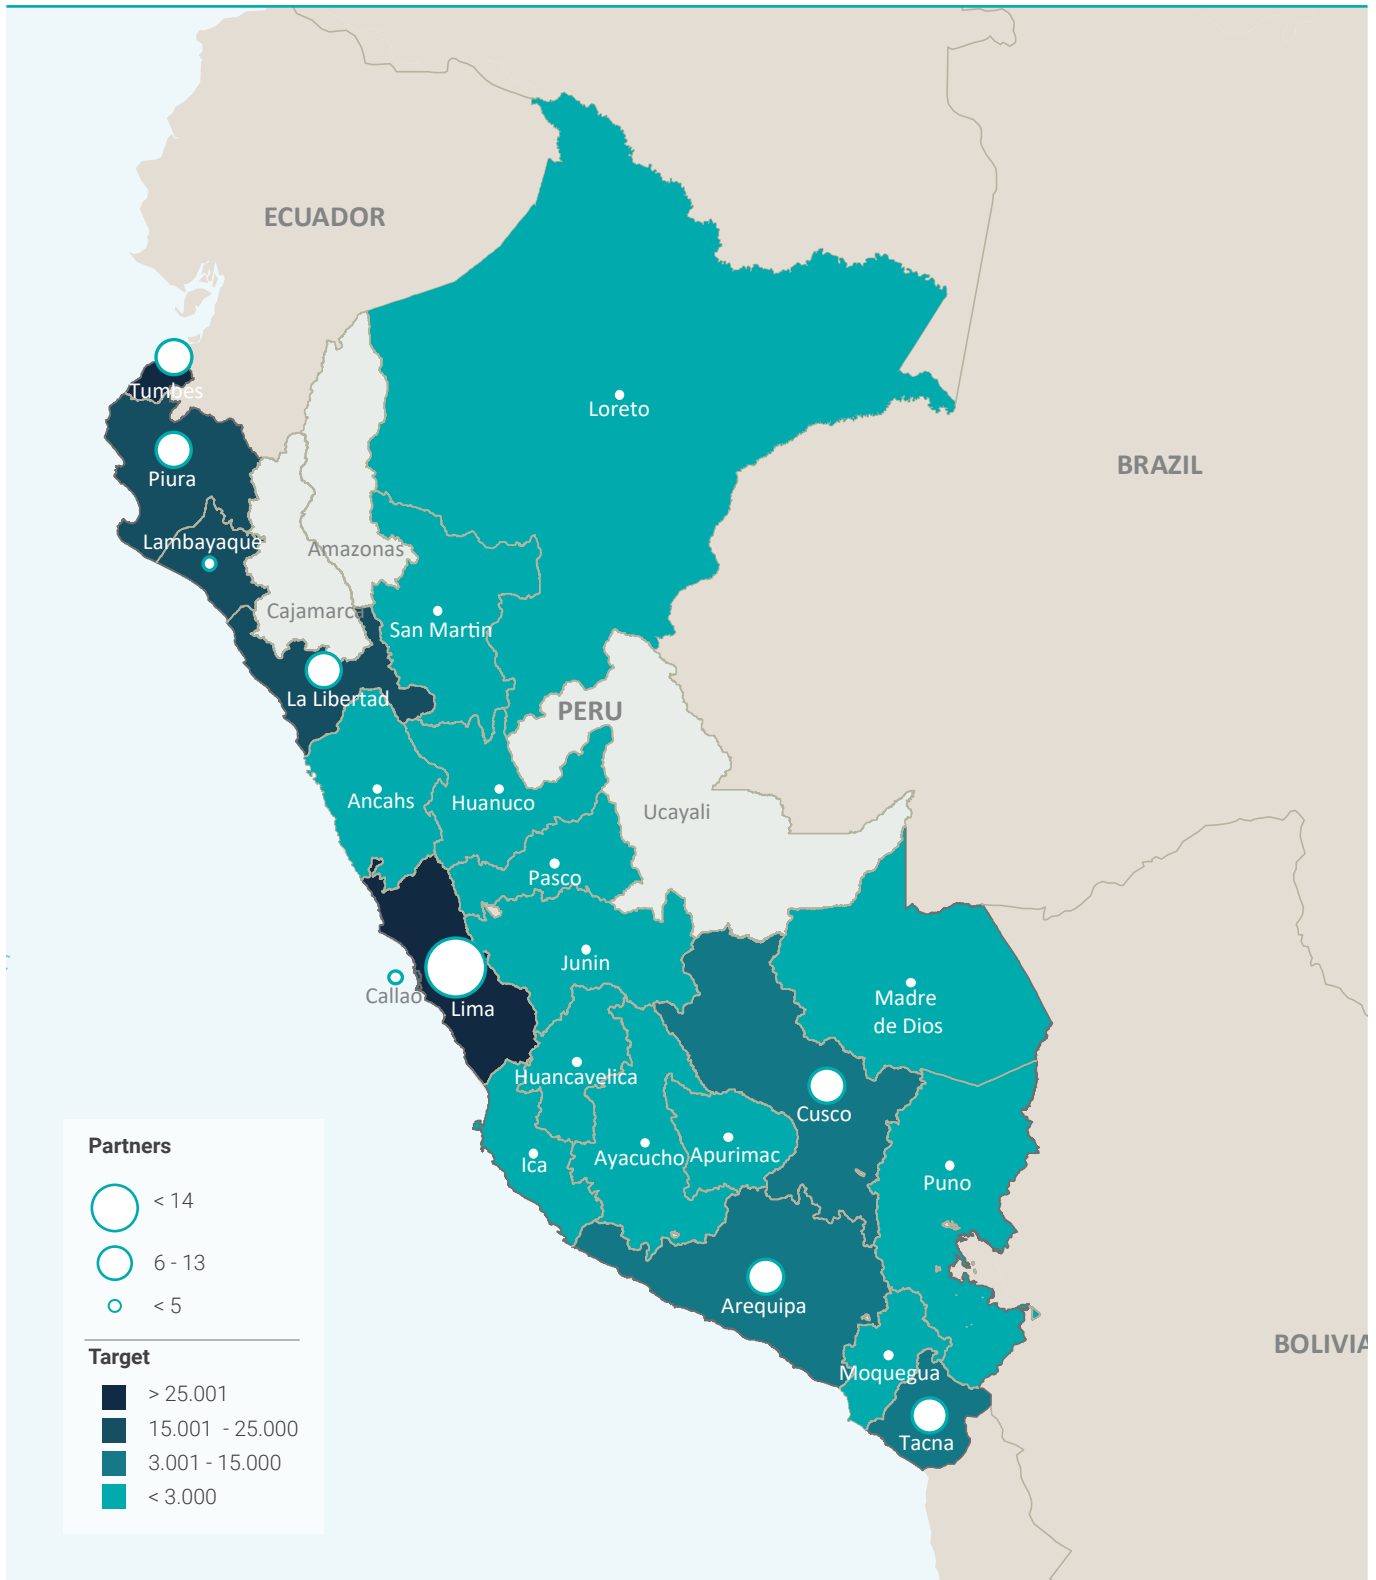 ECUADOR
Tumbes
Loreto
BRAZIL
Piura
Lambayaque
Amazonas
Cajamarca
San Martin
La Libertad
PERU
Ancahs
Huanuco
Ucayali
Pasco
Junin
Callao
Lima
Madre
de Dios
Huancavelica
Cusco
Ica
Ayacucho
Apurimac
Puno
Arequipa
Moquegua
Tacna
BOLIVIA
Partners
< 14
6 - 13
< 5
Target
> 25.001
15.001 - 25.000
3.001 - 15.000
< 3.000